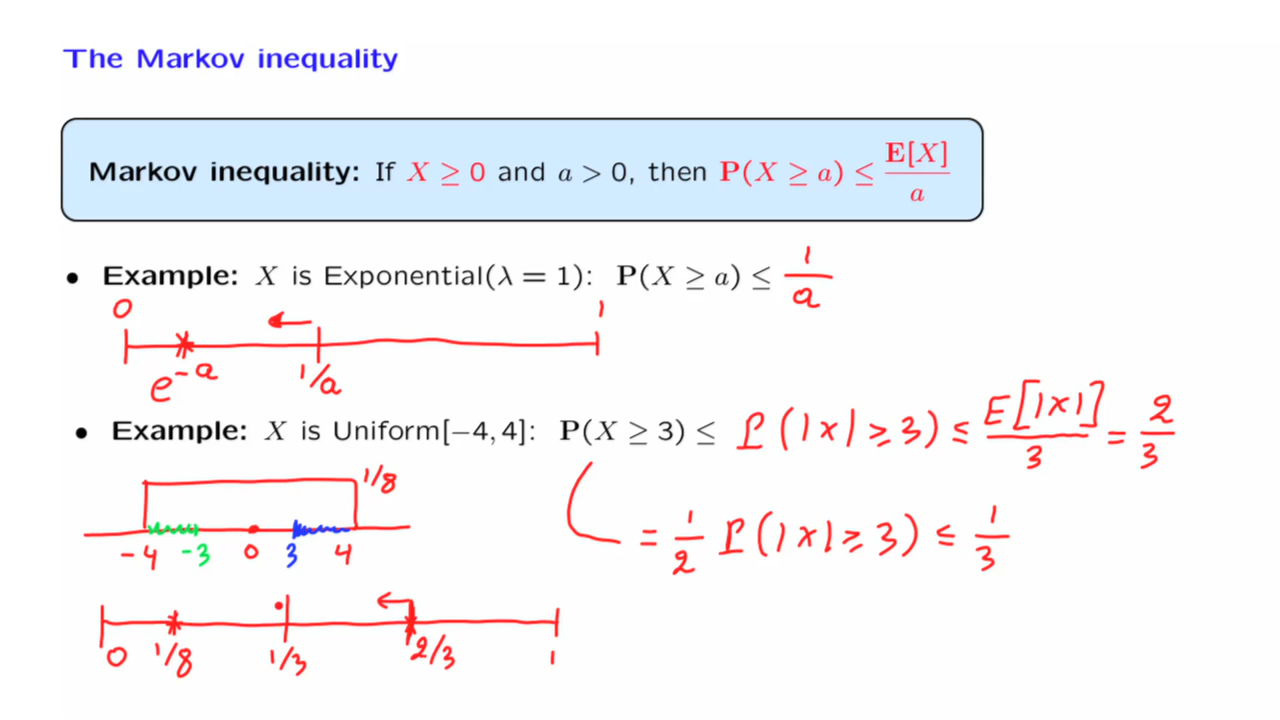 The Markov inequality
Markov inequality: If X ≥ 0 and a > 0, then P(X ≥ a) ≤ E[X]/a
• Example: X is Exponential(λ = 1): P(X ≥ a) ≤ 1/a
0 1
e^-a 1/a
• Example: X is Uniform[−4, 4]: P(X ≥ 3) ≤ P(|X| ≥ 3) ≤ E[|X|]/3 = 2/3
1/8
= 1/2 P(|X| ≥ 3) ≤ 1/3
-4 -3 0 3 4
0 1/8 1/3 2/3 1